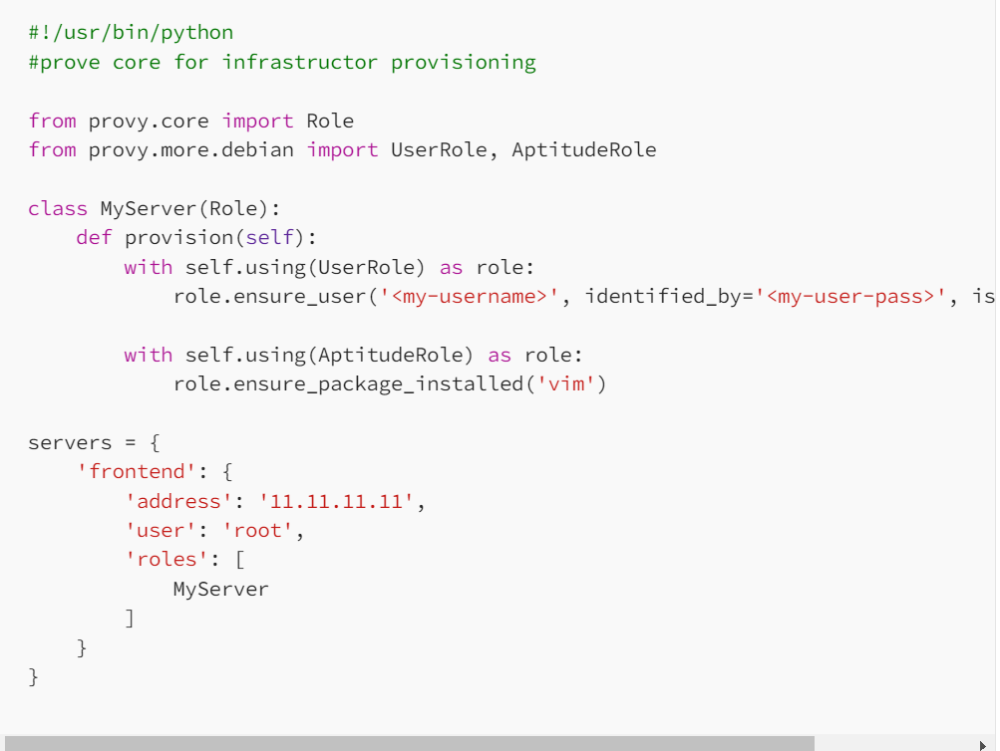 #!/usr/bin/python
#prove core for infrastructor provisioning
from provy.core import Role
from provy.more.debian import UserRole, AptitudeRole
class MyServer(Role):
    def provision(self):
        with self.using(UserRole) as role:
            role.ensure_user('<my-username>', identified_by='<my-user-pass>', is
        with self.using(AptitudeRole) as role:
            role.ensure_package_installed('vim')
servers = {
    'frontend': {
        'address': '11.11.11.11',
        'user': 'root',
        'roles': [
            MyServer
        ]
    }
}